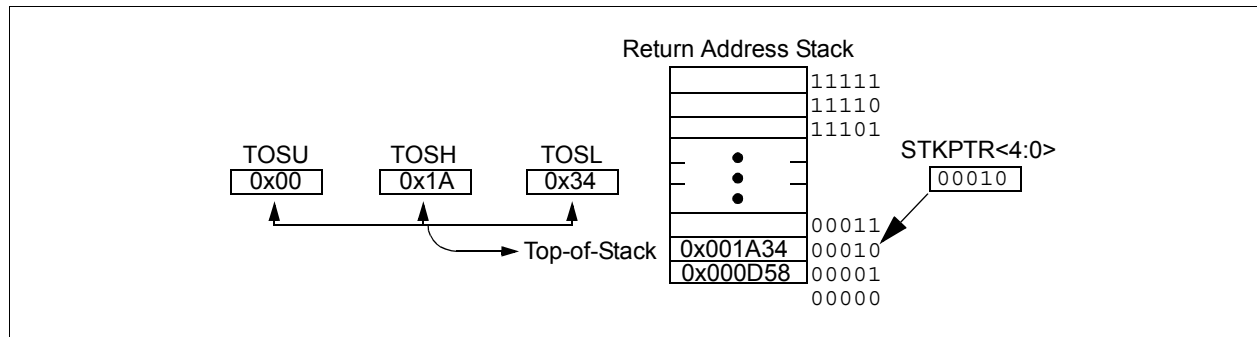 Return Address Stack
11111
11110
11101
TOSU TOSH TOSL STKPTR<4:0>
0x00 0x1A 0x34 00010
00011
Top-of-Stack 0x001A34 00010
0x000D58 00001
00000